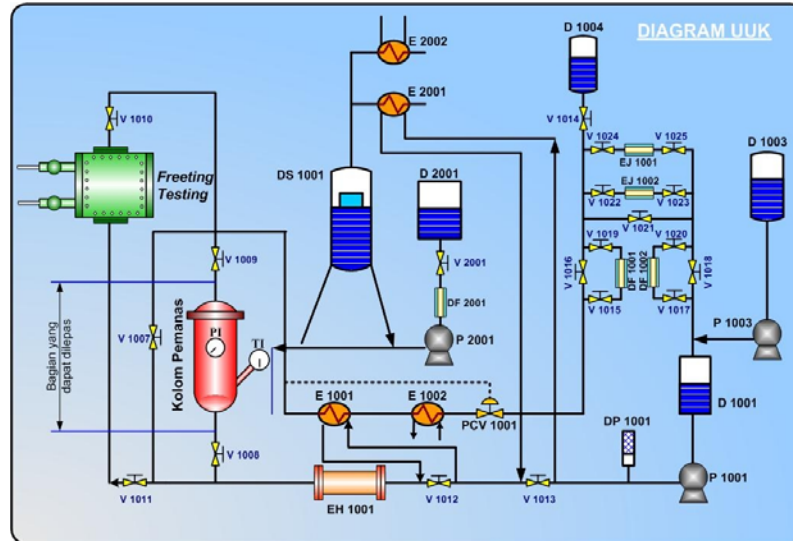 DIAGRAM UUK
E 2002
D 1004
E 2001
V 1010
V 1014
V 1024
V 1025
D 1003
EJ 1001
Freeting
Testing
DS 1001
D 2001
EJ 1002
V 1022
V 1023
V 1021
V 1019
V 1020
V 1009
V 2001
V 1016
DF 1001
DF 1002
V 1018
DF 2001
V 1015
V 1017
Bagian yang
dapat dilepas
V 1007
Kolom Pemanas
PI
TI
P 2001
P 1003
E 1001
E 1002
PCV 1001
D 1001
DP 1001
V 1008
P 1001
V 1011
EH 1001
V 1012
V 1013